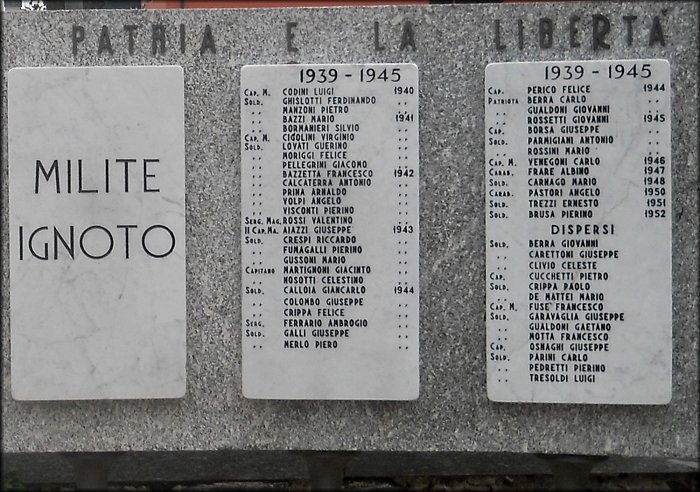 PATRIA E LA LIBERTÀ
MILITE
IGNOTO
1939 - 1945
CAP. M. CODINI LUIGI 1940
SOLD. GHISLOTTI FERDINANDO . .
. . MANZONI PIETRO . .
. . BAZZI MARIO 1941
. . BORMANIERI SILVIO . .
CAP. M. CIGOLINI VIRGINIO . .
SOLD. LOVATI GUERINO . .
. . MORIGGI FELICE . .
. . PELLEGRINI GIACOMO . .
. . BAZZETTA FRANCESCO 1942
. . CALCATERRA ANTONIO . .
. . PRINA ARNALDO . .
. . VOLPI ANGELO . .
. . VISCONTI PIERINO . .
SERG. MAG. ROSSI VALENTINO . .
II CAP. MA. AIAZZI GIUSEPPE 1943
SOLD. CRESPI RICCARDO . .
. . FUMAGALLI PIERINO . .
. . GUSSONI MARIO . .
CAPITANO MARTIGNONI GIACINTO . .
. . NOSOTTI CELESTINO . .
SOLD. CALLOIA GIANCARLO 1944
. . COLOMBO GIUSEPPE . .
. . CRIPPA FELICE . .
SERG. FERRARIO AMBROGIO . .
SOLD. GALLI GIUSEPPE . .
. . MERLO PIERO . .
1939 - 1945
CAP. PERICO FELICE 1944
PATRIOTA BERRA CARLO . .
. . GUALDONI GIOVANNI . .
. . ROSSETTI GIOVANNI 1945
CAP. BORSA GIUSEPPE . .
SOLD. PARMIGIANI ANTONIO . .
. . ROSSINI MARIO . .
CAP. M. VENEGONI CARLO 1946
CARAB. FRARE ALBINO 1947
SOLD. CARNAGO MARIO 1948
CARAB. PASTORI ANGELO 1950
SOLD. TREZZI ERNESTO 1951
SOLD. BRUSA PIERINO 1952
DISPERSI
SOLD. BERRA GIOVANNI
. . CARETTONI GIUSEPPE
. . CLIVIO CELESTE
CAP. CUCCHETTI PIETRO
SOLD. CRIPPA PAOLO
. . DE MATTEI MARIO
CAP. M. FUSE' FRANCESCO
SOLD. GARAVAGLIA GIUSEPPE
. . GUALDONI GAETANO
. . MOTTA FRANCESCO
CAP. OSNAGHI GIUSEPPE
SOLD. PARINI CARLO
. . PEDRETTI PIERINO
. . TRESOLDI LUIGI